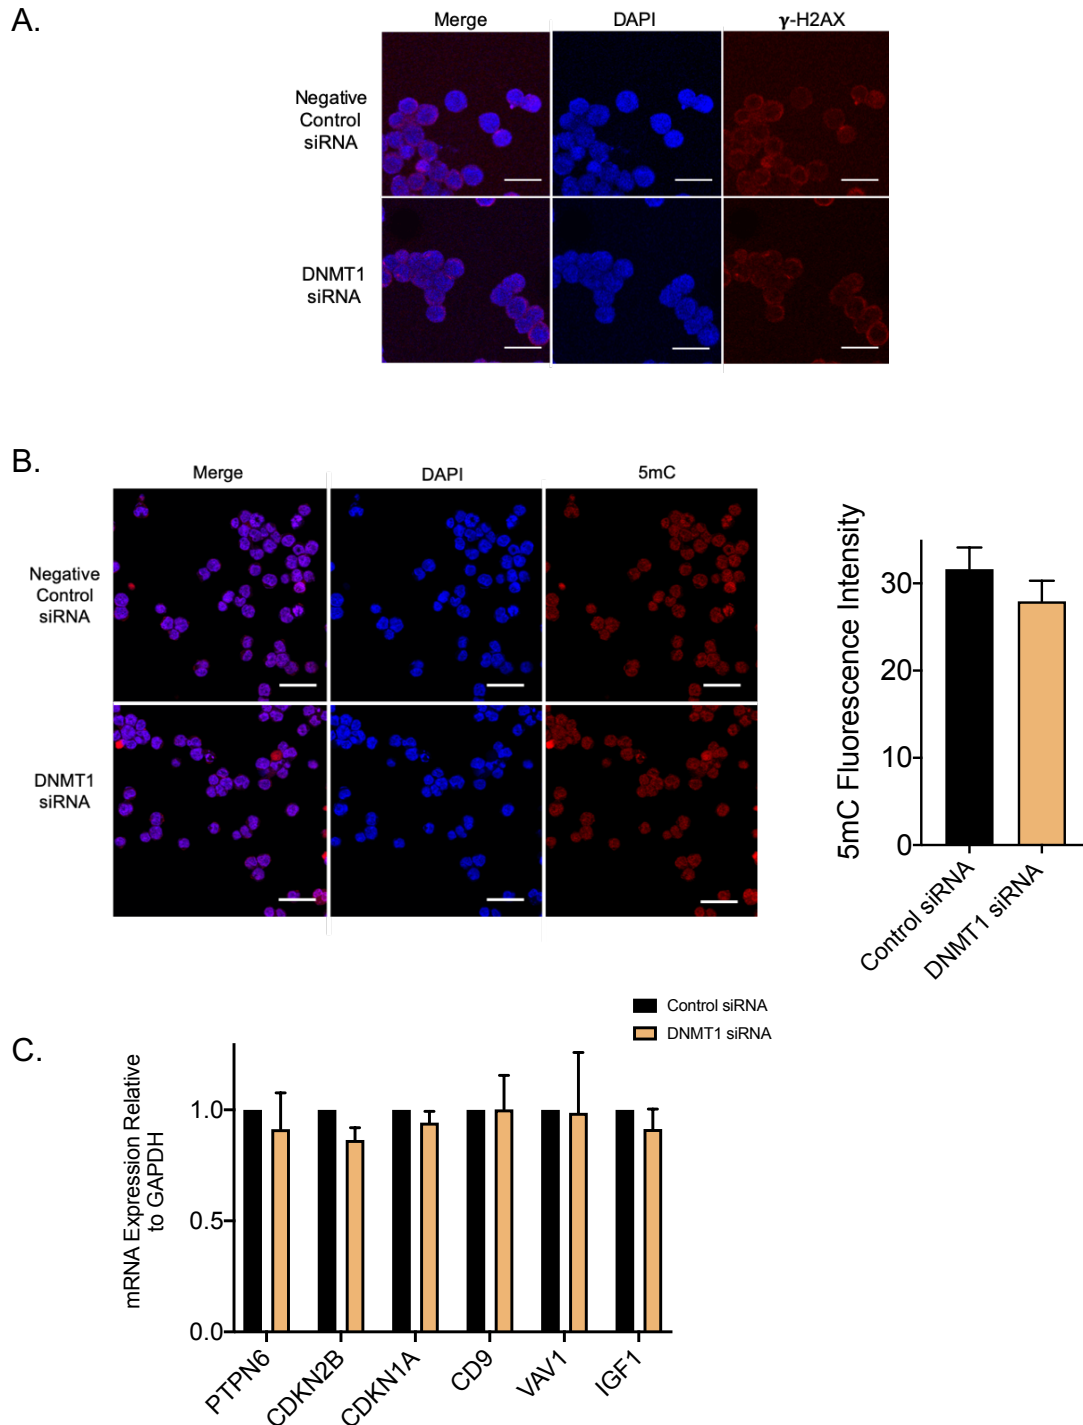 A.
Merge
DAPI
γ-H2AX
Negative
Control
siRNA
DNMT1
siRNA
B.
Merge
DAPI
5mC
Negative
Control
siRNA
DNMT1
siRNA
5mC Fluorescence Intensity
30
20
10
0
Control siRNA
DNMT1 siRNA
Control siRNA
DNMT1 siRNA
C.
mRNA Expression Relative
to GAPDH
1.0
0.5
0.0
PTPN6
CDKN2B
CDKN1A
CD9
VAV1
IGF1